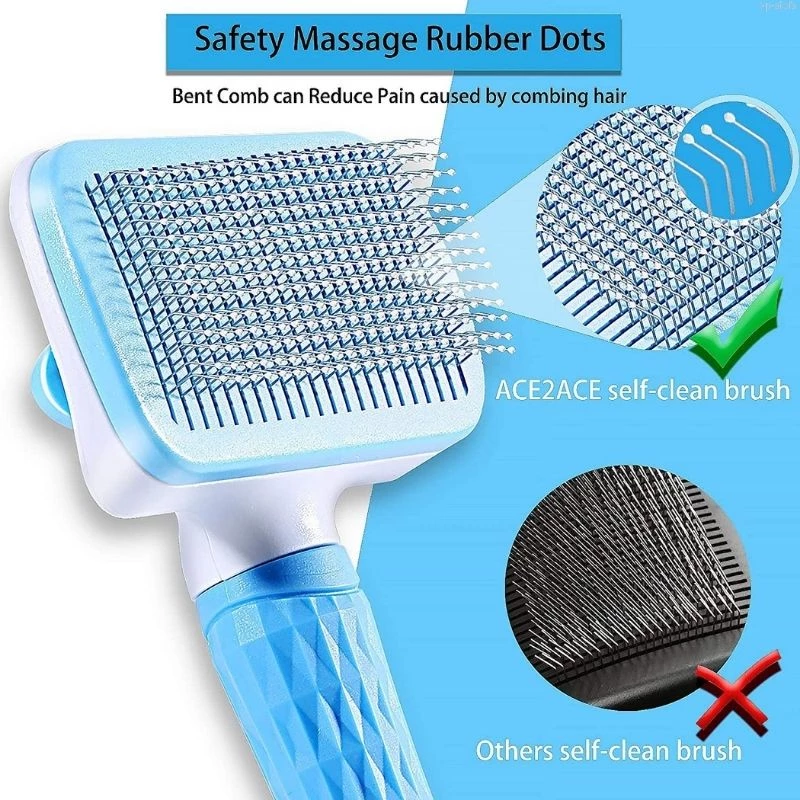 Safety Massage Rubber Dots
Bent Comb can Reduce Pain caused by combing hair
ACE2ACE self-clean brush
Others self-clean brush